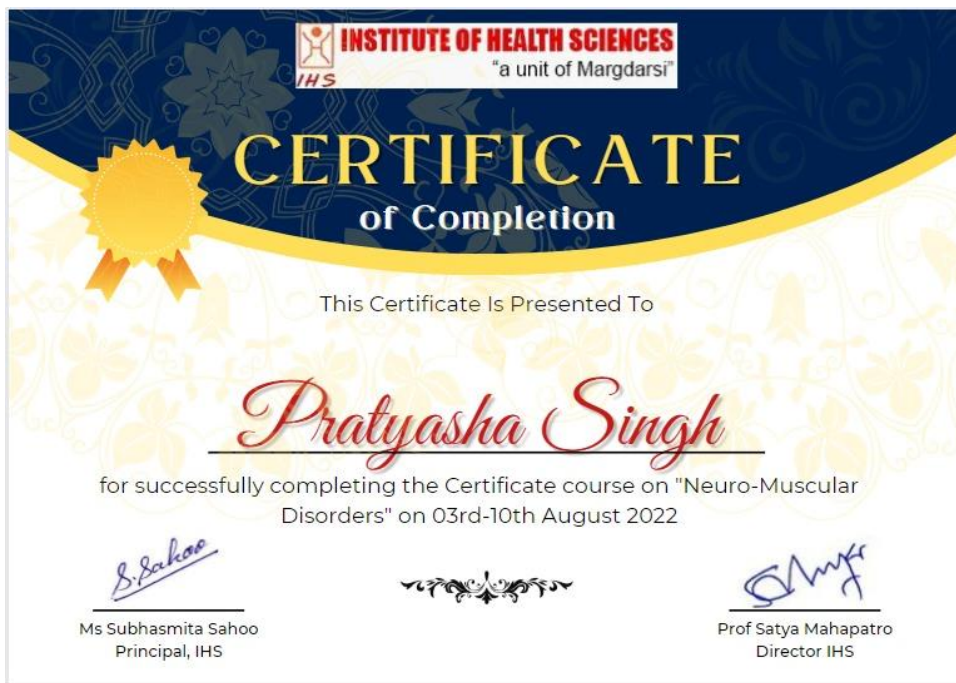 INSTITUTE OF HEALTH SCIENCES
IHS
"a unit of Margdarsi"
CERTIFICATE
of Completion
This Certificate Is Presented To
Pratyasha Singh
for successfully completing the Certificate course on "Neuro-Muscular
Disorders" on 03rd-10th August 2022
S. Sahoo
Ms Subhasmita Sahoo
Principal, IHS
Prof Satya Mahapatro
Director IHS